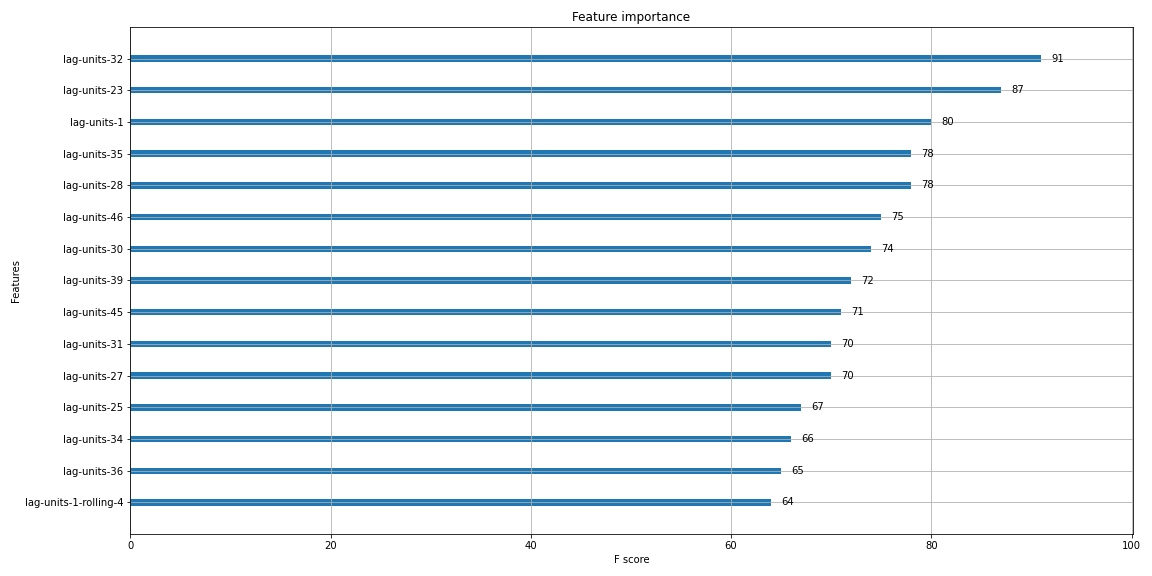 Feature importance
lag-units-32 91
lag-units-23 87
lag-units-1 80
lag-units-35 78
lag-units-28 78
lag-units-46 75
lag-units-30 74
lag-units-39 72
lag-units-45 71
lag-units-31 70
lag-units-27 70
lag-units-25 67
lag-units-34 66
lag-units-36 65
lag-units-1-rolling-4 64
Features
0 20 40 60 80 100
F score